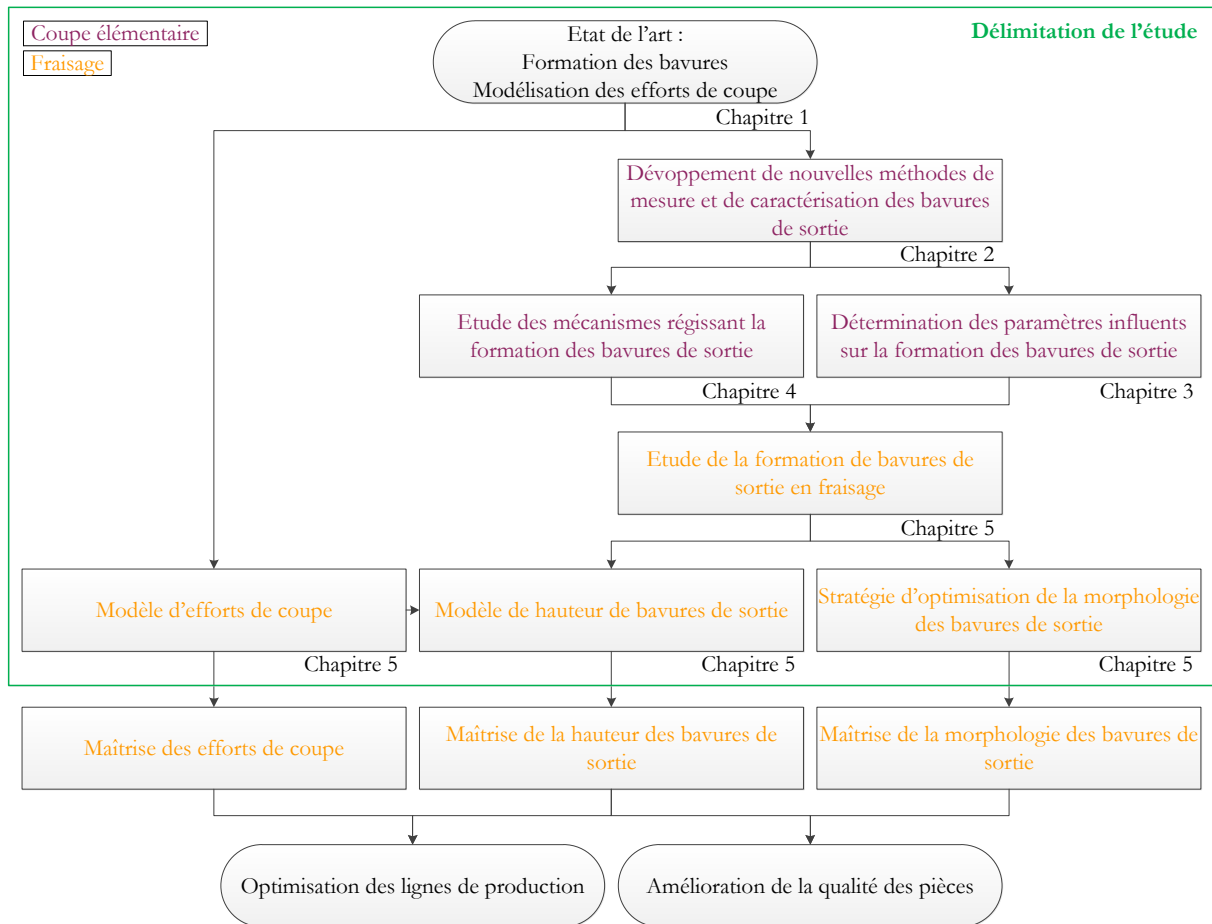 Coupe élémentaire
Fraisage
Délimitation de l'étude
Etat de l'art :
Formation des bavures
Modélisation des efforts de coupe
Chapitre 1
Dévoppement de nouvelles méthodes de
mesure et de caractérisation des bavures
de sortie
Chapitre 2
Etude des mécanismes régissant la
formation des bavures de sortie
Chapitre 4
Détermination des paramètres influents
sur la formation des bavures de sortie
Chapitre 3
Etude de la formation de bavures de
sortie en fraisage
Chapitre 5
Modèle d'efforts de coupe
Chapitre 5
Modèle de hauteur de bavures de sortie
Chapitre 5
Stratégie d'optimisation de la morphologie
des bavures de sortie
Chapitre 5
Maîtrise des efforts de coupe
Maîtrise de la hauteur des bavures de
sortie
Maîtrise de la morphologie des bavures de
sortie
Optimisation des lignes de production
Amélioration de la qualité des pièces